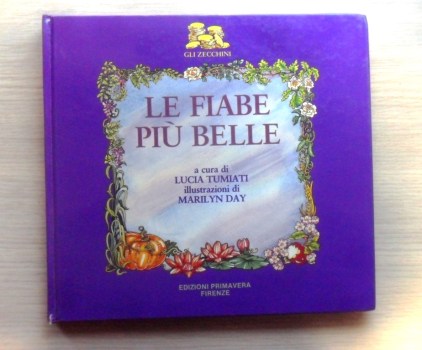 GLI ZECCHINI
LE FIABE
PIÙ BELLE
a cura di
LUCIA TUMIATI
illustrazioni di
MARILYN DAY
EDIZIONI PRIMAVERA
FIRENZE